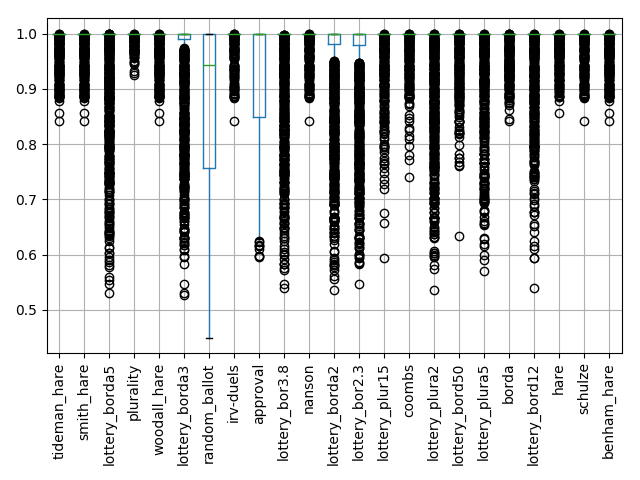 1.0
0.9
0.8
0.7
0.6
0.5
tideman_hare
smith_hare
lottery_borda5
plurality
woodall_hare
lottery_borda3
random_ballot
irv-duels
approval
lottery_bor3.8
nanson
lottery_borda2
lottery_bor2.3
lottery_plur15
coombs
lottery_plura2
lottery_bord50
lottery_plura5
borda
lottery_bord12
hare
schulze
benham_hare